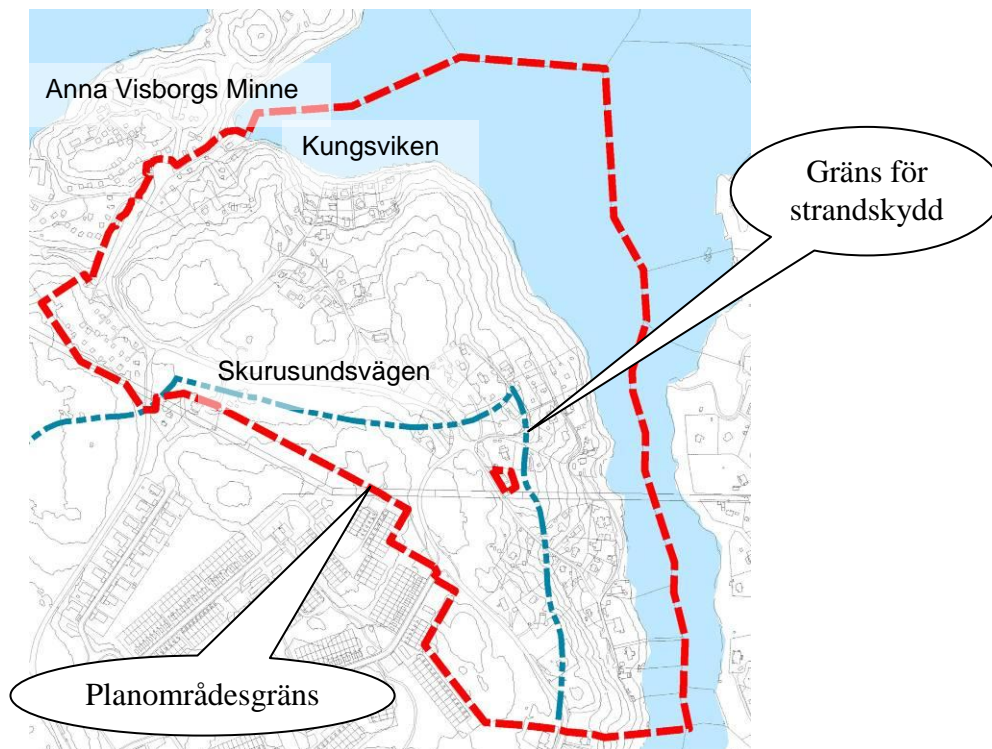 Anna Visborgs Minne
Kungsviken
Gräns för
strandskydd
Skurusundsvägen
Planområdesgräns